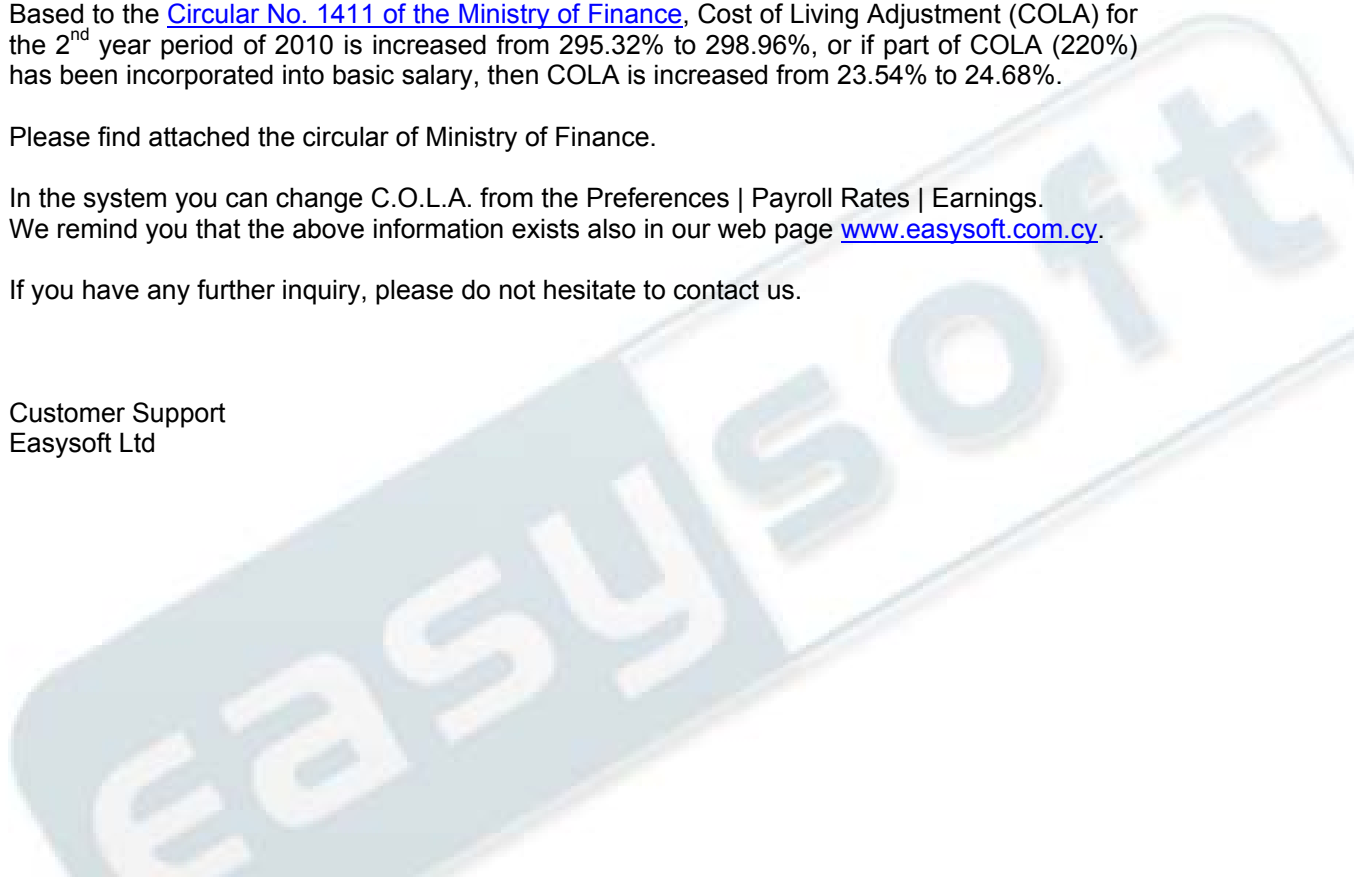 Based to the Circular No. 1411 of the Ministry of Finance, Cost of Living Adjustment (COLA) for
the 2nd year period of 2010 is increased from 295.32% to 298.96%, or if part of COLA (220%)
has been incorporated into basic salary, then COLA is increased from 23.54% to 24.68%.
Please find attached the circular of Ministry of Finance.
In the system you can change C.O.L.A. from the Preferences | Payroll Rates | Earnings.
We remind you that the above information exists also in our web page www.easysoft.com.cy.
If you have any further inquiry, please do not hesitate to contact us.
Customer Support
Easysoft Ltd
easysoft